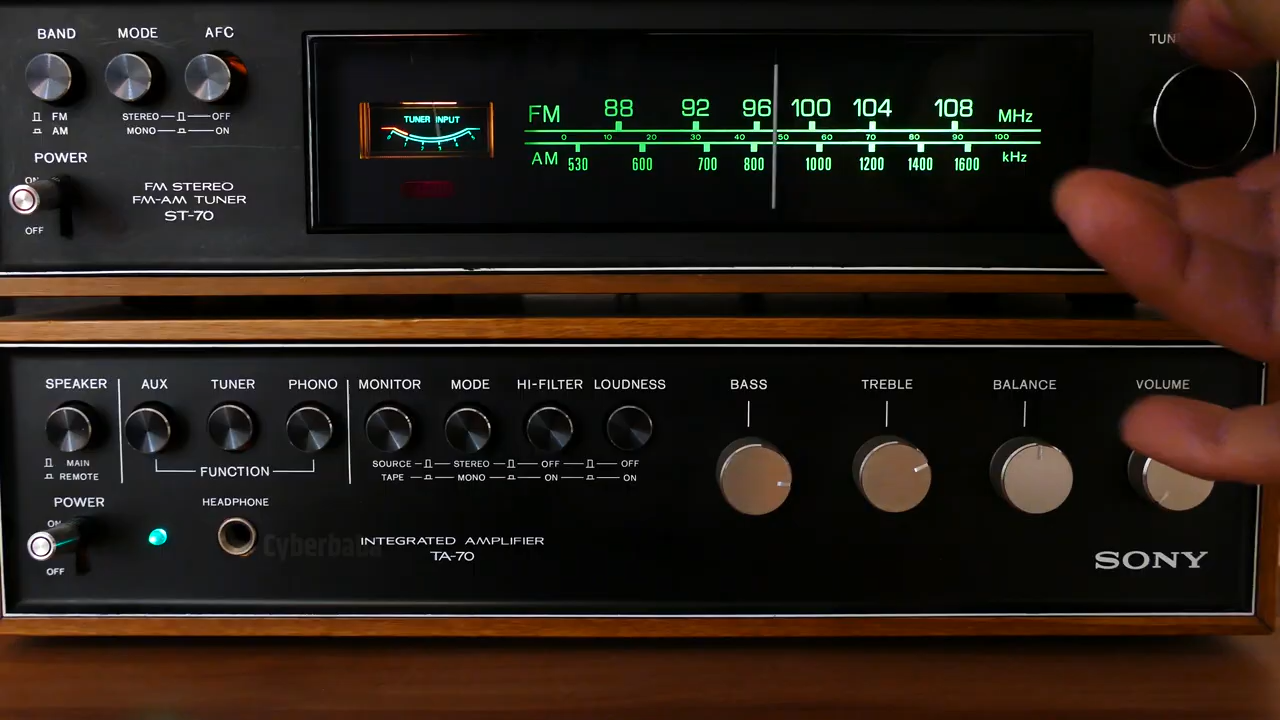 BAND MODE AFC
FM
AM
STEREO OFF
MONO ON
POWER
ON
OFF
FM STEREO
FM-AM TUNER
ST-70
TUNER INPUT
FM 88 92 96 100 104 108 MHz
0 10 20 30 40 50 60 70 80 90 100
AM 530 600 700 800 1000 1200 1400 1600 kHz
SPEAKER AUX TUNER PHONO MONITOR MODE HI-FILTER LOUDNESS BASS TREBLE BALANCE VOLUME
MAIN
REMOTE
FUNCTION
SOURCE STEREO OFF OFF
TAPE MONO ON ON
POWER
ON
OFF
HEADPHONE
INTEGRATED AMPLIFIER
TA-70
SONY